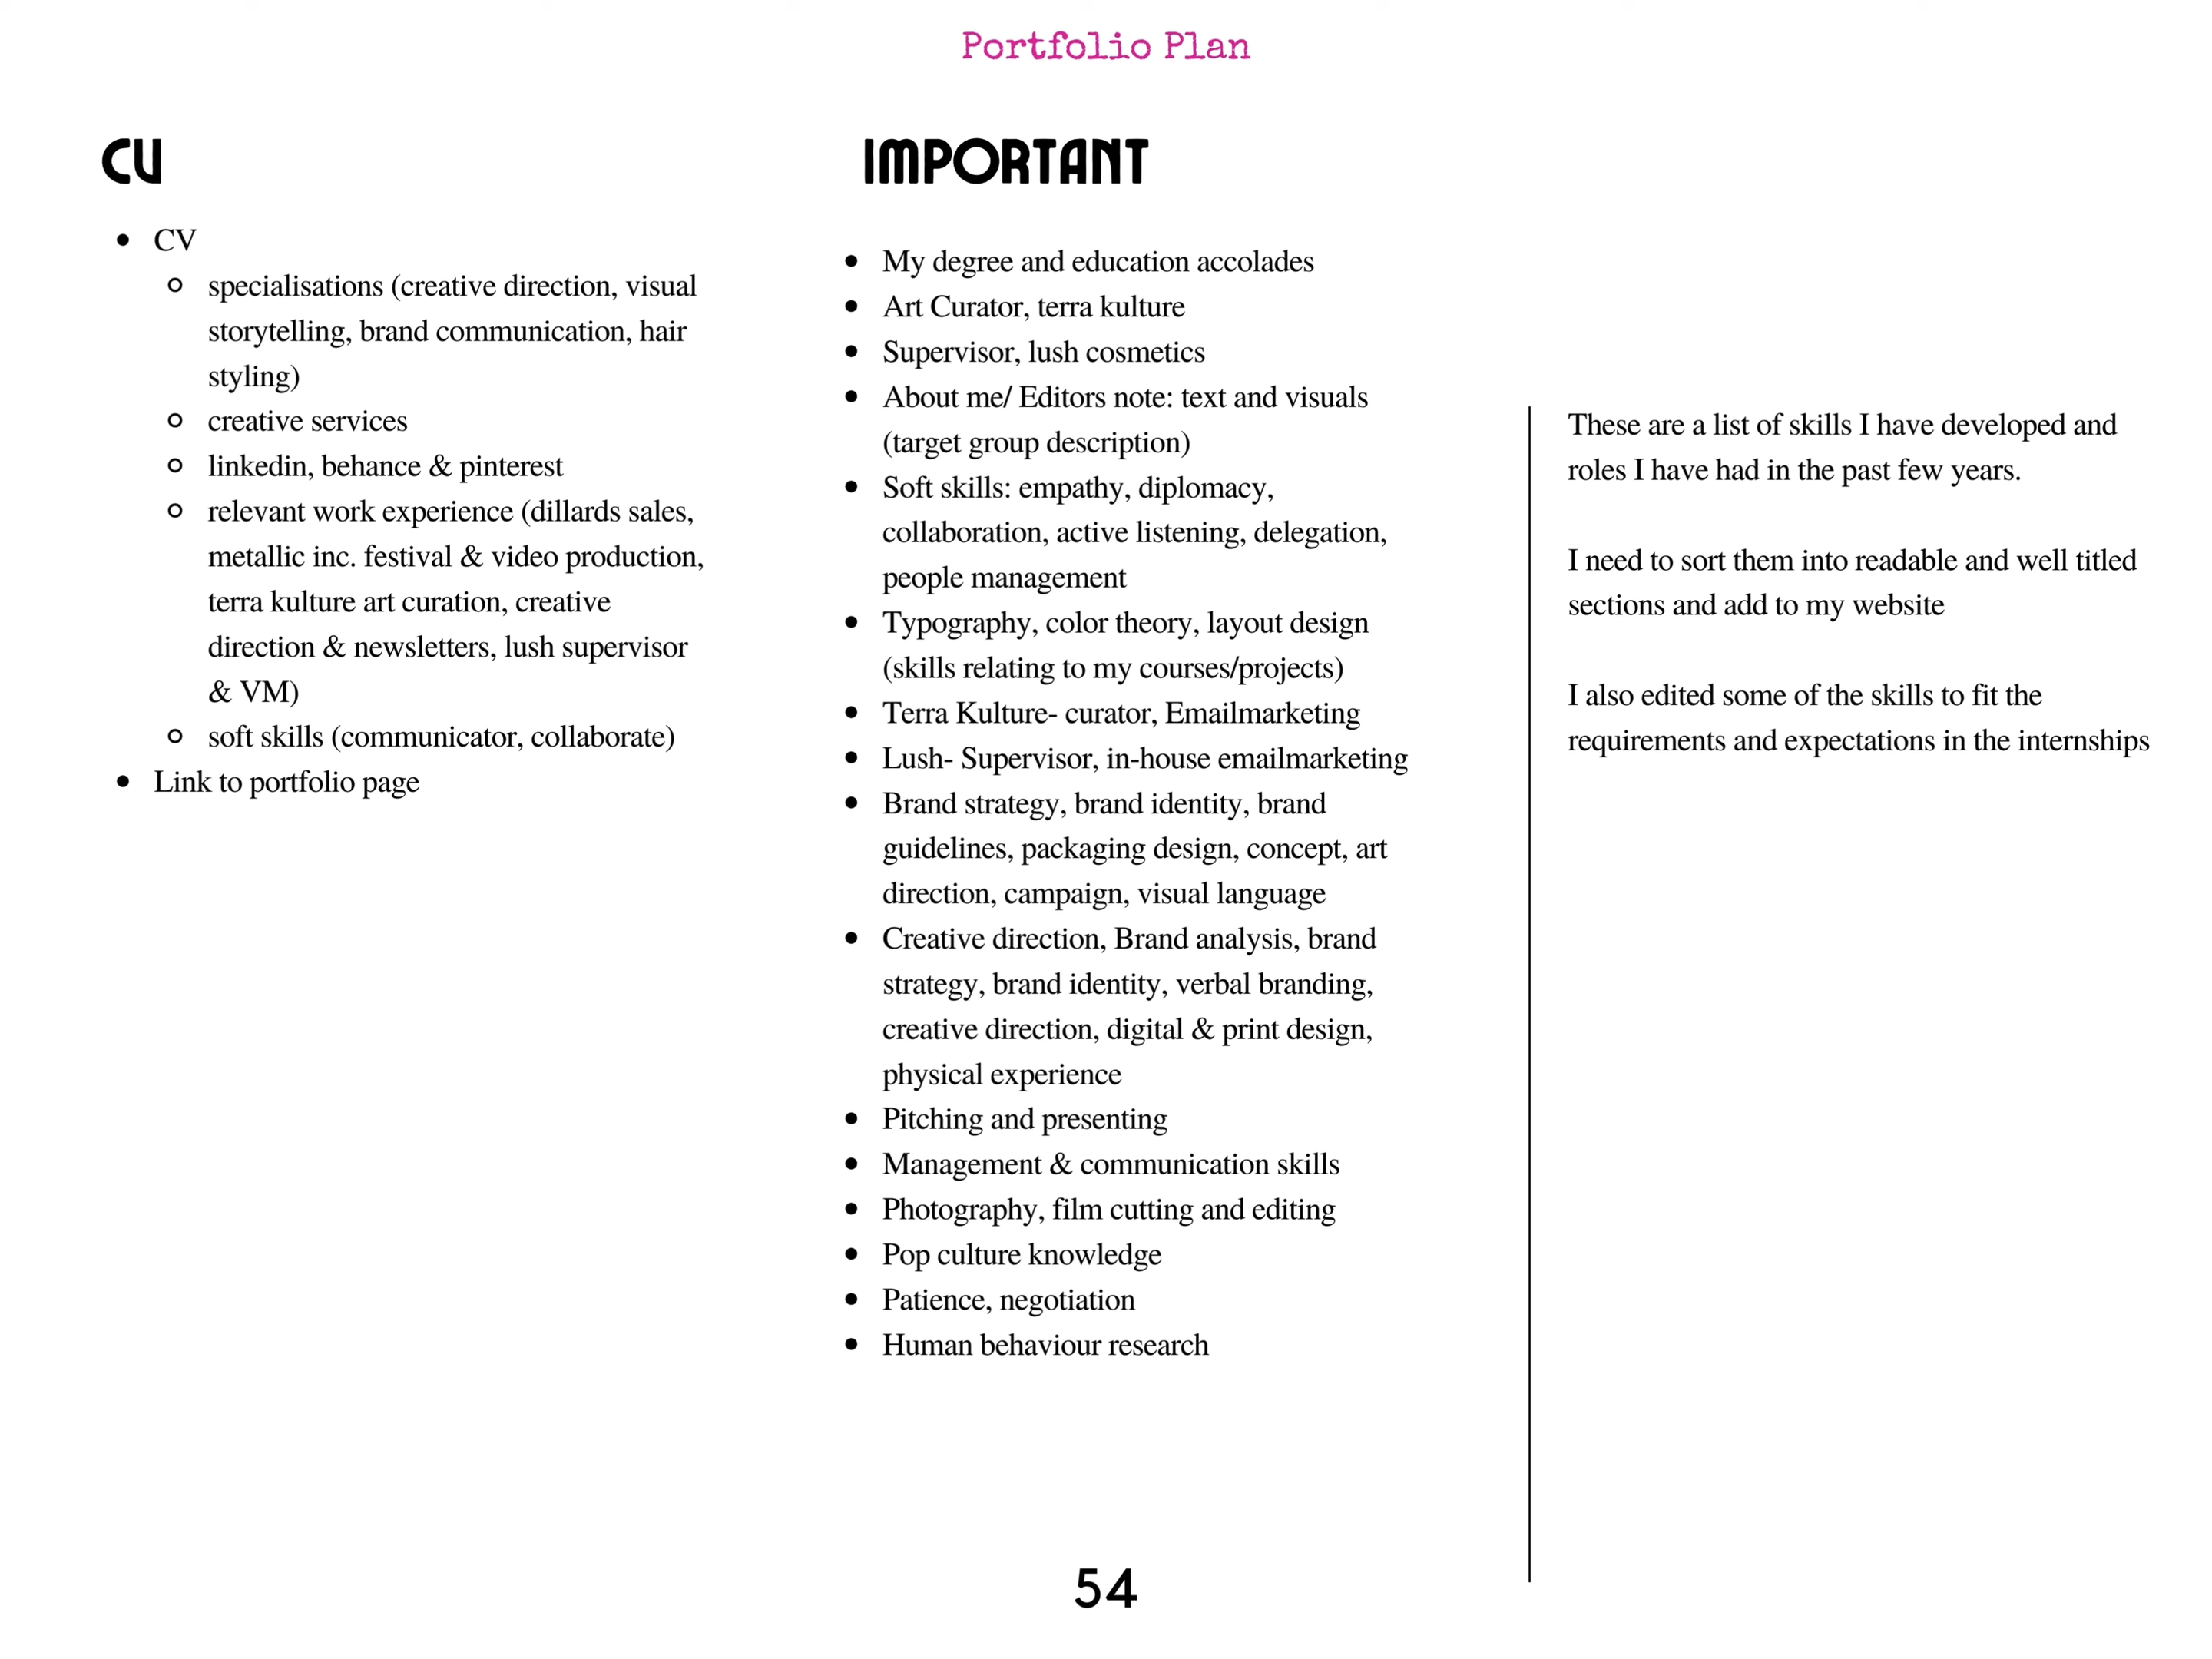 Portfolio Plan
CV
CV
specialisations (creative direction, visual
storytelling, brand communication, hair
styling)
creative services
linkedin, behance & pinterest
relevant work experience (dillards sales,
metallic inc. festival & video production,
terra kulture art curation, creative
direction & newsletters, lush supervisor
& VM)
soft skills (communicator, collaborate)
Link to portfolio page
IMPORTANT
My degree and education accolades
Art Curator, terra kulture
Supervisor, lush cosmetics
About me/ Editors note: text and visuals
(target group description)
Soft skills: empathy, diplomacy,
collaboration, active listening, delegation,
people management
Typography, color theory, layout design
(skills relating to my courses/projects)
Terra Kulture- curator, Emailmarketing
Lush- Supervisor, in-house emailmarketing
Brand strategy, brand identity, brand
guidelines, packaging design, concept, art
direction, campaign, visual language
Creative direction, Brand analysis, brand
strategy, brand identity, verbal branding,
creative direction, digital & print design,
physical experience
Pitching and presenting
Management & communication skills
Photography, film cutting and editing
Pop culture knowledge
Patience, negotiation
Human behaviour research
These are a list of skills I have developed and
roles I have had in the past few years.
I need to sort them into readable and well titled
sections and add to my website
I also edited some of the skills to fit the
requirements and expectations in the internships
54